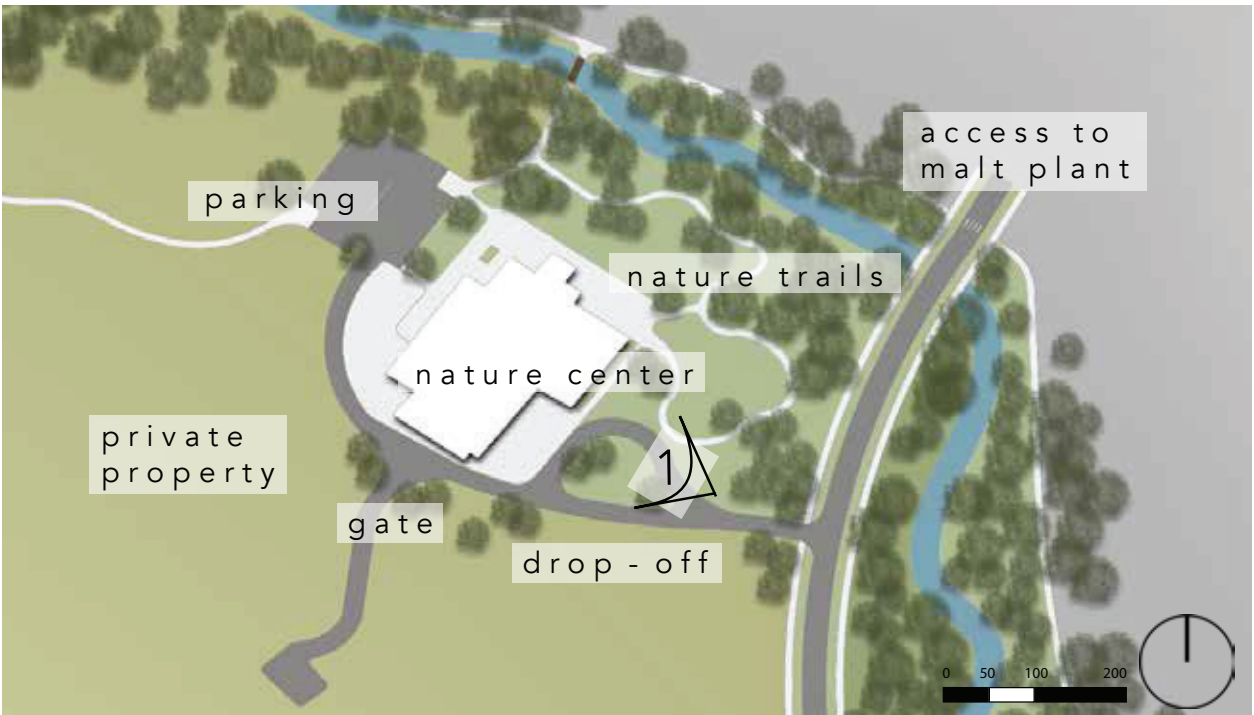 access to
malt plant
parking
nature trails
nature center
private
property
1
gate
drop-off
0 50 100 200